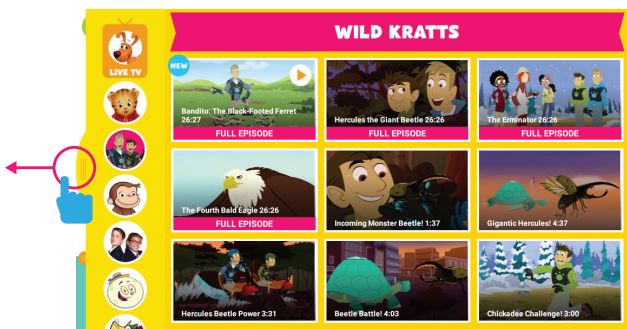 WILD KRATTS
LIVE TV
NEW
Bandito: The Black-Footed Ferret
26:27
FULL EPISODE
Hercules the Giant Beetle 26:26
FULL EPISODE
The Erminator 26:26
FULL EPISODE
The Fourth Bald Eagle 26:26
FULL EPISODE
Incoming Monster Beetle! 1:37
Gigantic Hercules! 4:37
Hercules Beetle Power 3:31
Beetle Battle! 4:03
Chickadee Challenge! 3:00